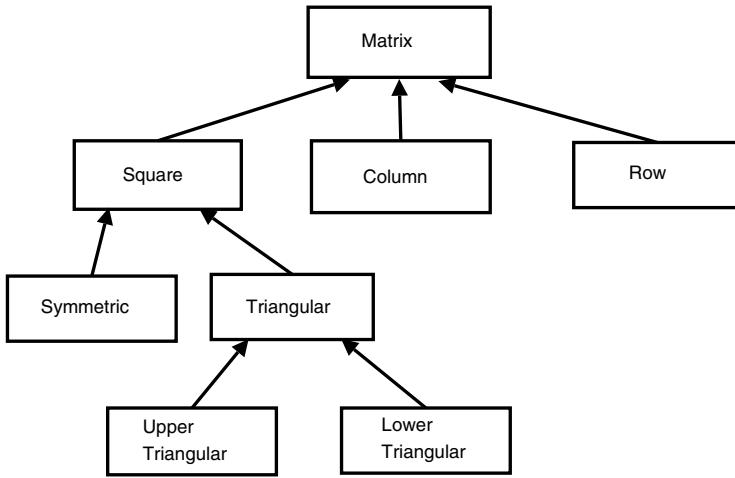 Matrix
Square
Column
Row
Symmetric
Triangular
Upper
Triangular
Lower
Triangular